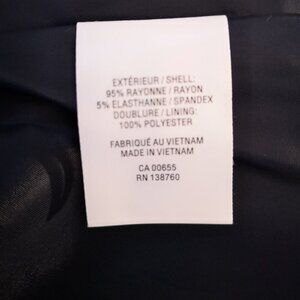 EXTÉRIEUR / SHELL:
95% RAYONNE / RAYON
5% ELASTHANNE / SPANDEX
DOUBLURE / LINING:
100% POLYESTER
FABRIQUÉ AU VIETNAM
MADE IN VIETNAM
CA 00655
RN 138760